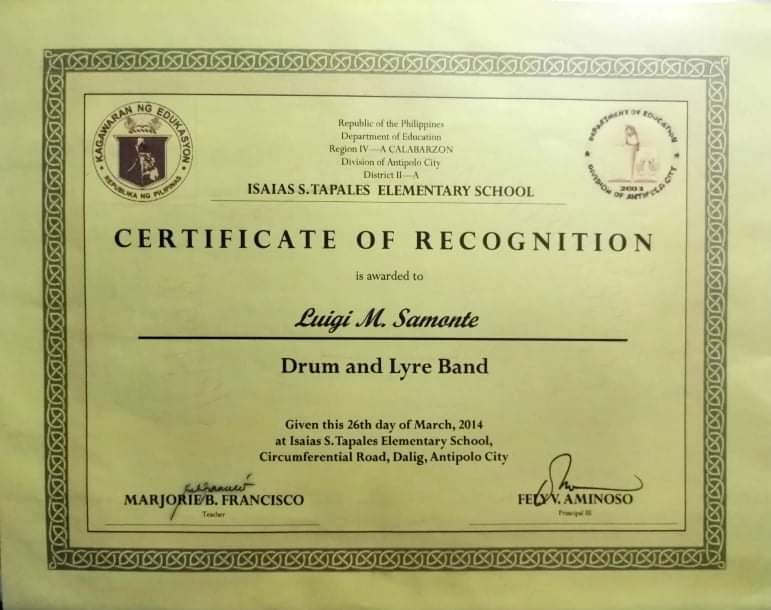 KAGAWARAN NG EDUKASYON
REPUBLIKA NG PILIPINAS
DEPARTMENT OF EDUCATION
2003
DIVISION OF ANTIPOLO CITY
Republic of the Philippines
Department of Education
Region IV—A CALABARZON
Division of Antipolo City
District II—A
ISAIAS S.TAPALES ELEMENTARY SCHOOL
CERTIFICATE OF RECOGNITION
is awarded to
Luigi M. Samonte
Drum and Lyre Band
Given this 26th day of March, 2014
at Isaias S.Tapales Elementary School,
Circumferential Road, Dalig, Antipolo City
MARJORIE B. FRANCISCO
Teacher
FELY V. AMINOSO
Principal III